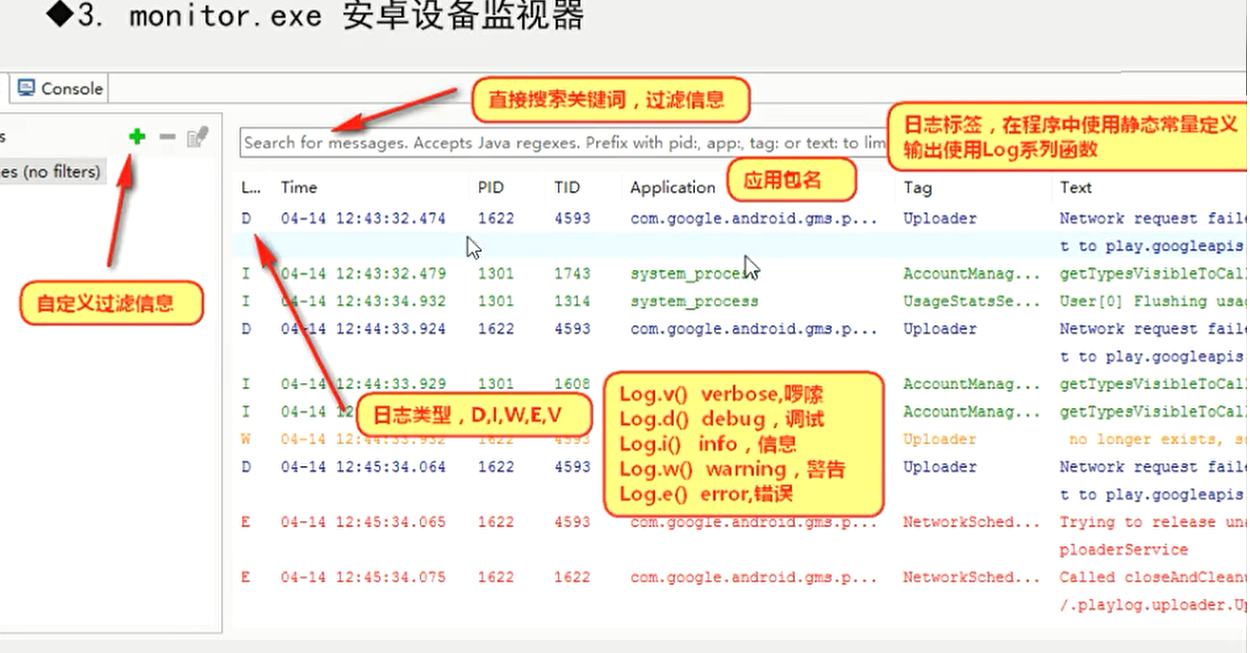 ◆3. monitor.exe 安卓设备监视器
Console
直接搜索关键词，过滤信息
日志标签，在程序中使用静态常量定义
输出使用Log系列函数
s
Search for messages. Accepts Java regexes. Prefix with pid:, app:, tag: or text: to lim
es (no filters)
应用包名
L... Time PID TID Application Tag Text
D 04-14 12:43:32.474 1622 4593 com.google.android.gms.p... Uploader Network request faile
t to play.googleapis
I 04-14 12:43:32.479 1301 1743 system_process AccountManag... getTypesVisibleToCall
自定义过滤信息
I 04-14 12:43:34.932 1301 1314 system_process UsageStatsSe... User[0] Flushing usag
D 04-14 12:44:33.924 1622 4593 com.google.android.gms.p... Uploader Network request faile
t to play.googleapis
I 04-14 12:44:33.929 1301 1608 AccountManag... getTypesVisibleToCall
I 04-14 AccountManag... getTypesVisibleToCall
日志类型，D,I,W,E,V
Log.v() verbose,啰嗦
Log.d() debug，调试
Log.i() info，信息
Log.w() warning，警告
Log.e() error,错误
W 04-14 12:44:33.932 1622 4593 Uploader no longer exists, so
D 04-14 12:45:34.064 1622 4593 Uploader Network request faile
t to play.googleapis
E 04-14 12:45:34.065 1622 4593 com.google.android.gms.p... NetworkSched... Trying to release una
ploaderService
E 04-14 12:45:34.075 1622 1622 com.google.android.gms.p... NetworkSched... Called closeAndCleanu
/.playlog.uploader.Up